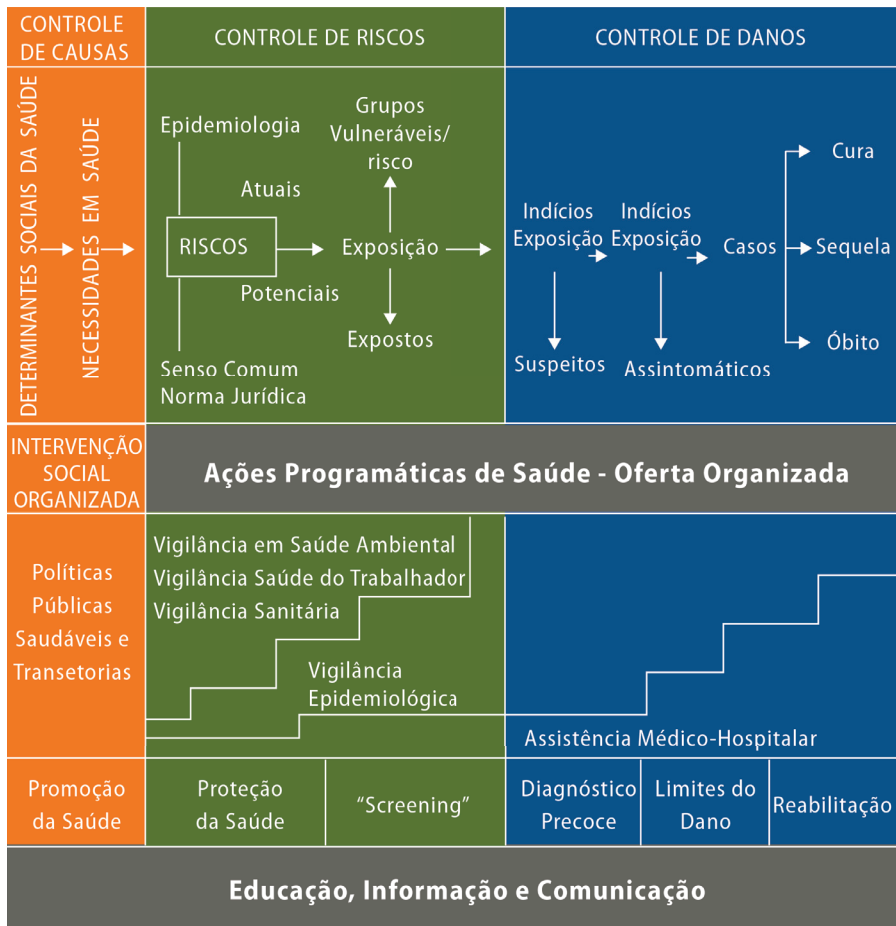 CONTROLE
DE CAUSAS
CONTROLE DE RISCOS
CONTROLE DE DANOS
DETERMINANTES SOCIAIS DA SAÚDE
NECESSIDADES EM SAÚDE
Epidemiologia
Atuais
RISCOS
Potenciais
Senso Comum
Norma Jurídica
Grupos
Vulneráveis/
risco
Exposição
Expostos
Indícios
Exposição
Suspeitos
Indícios
Exposição
Assintomáticos
Casos
Cura
Sequela
Óbito
INTERVENÇÃO
SOCIAL
ORGANIZADA
Ações Programáticas de Saúde - Oferta Organizada
Políticas
Públicas
Saudáveis e
Transetorias
Vigilância em Saúde Ambiental
Vigilância Saúde do Trabalhador
Vigilância Sanitária
Vigilância
Epidemiológica
Assistência Médico-Hospitalar
Promoção
da Saúde
Proteção
da Saúde
“Screening”
Diagnóstico
Precoce
Limites do
Dano
Reabilitação
Educação, Informação e Comunicação